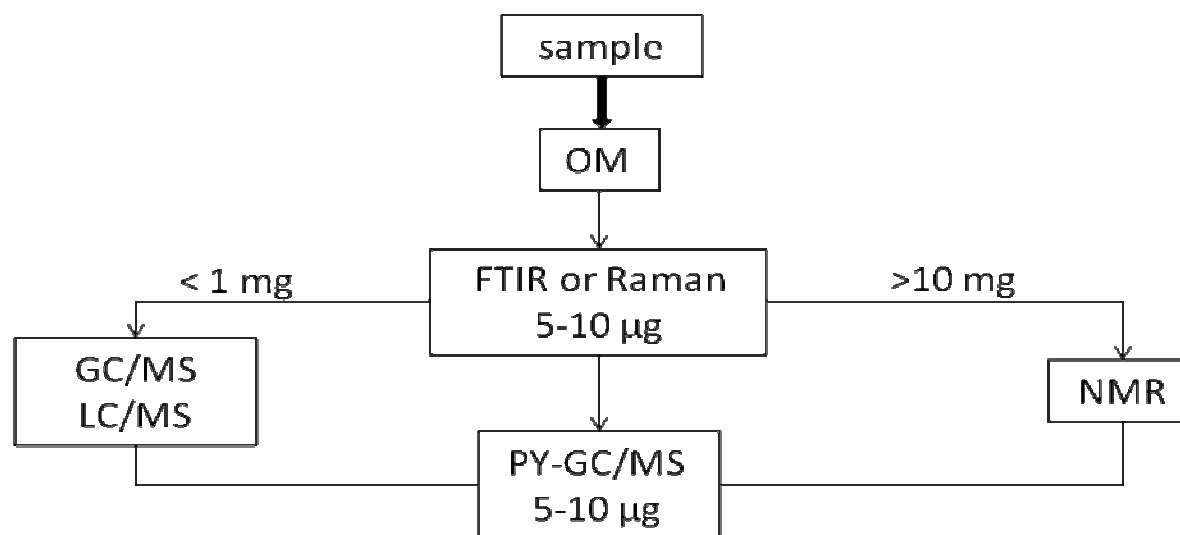 sample
OM
< 1 mg
FTIR or Raman
5-10 µg
>10 mg
GC/MS
LC/MS
NMR
PY-GC/MS
5-10 µg